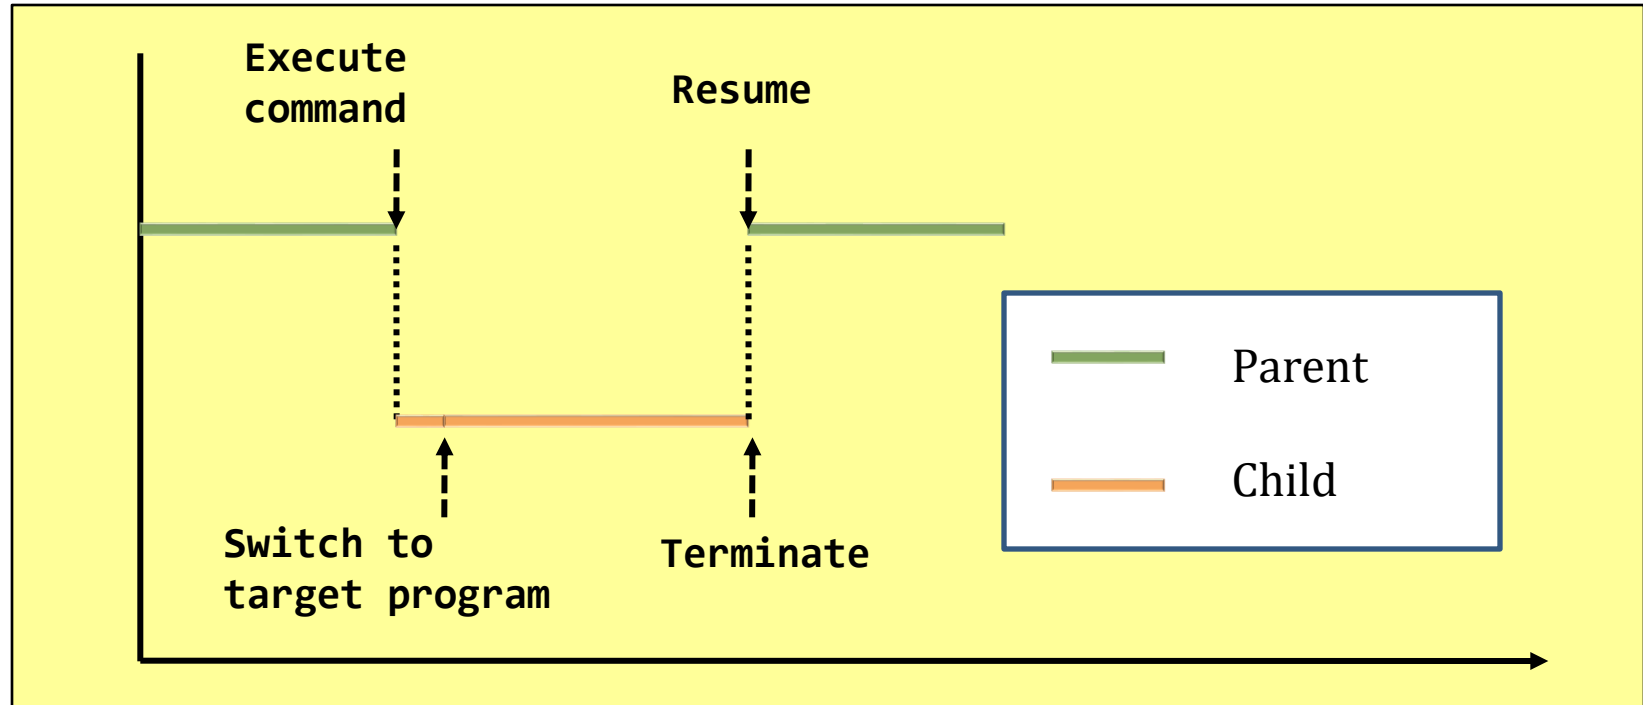 Execute
command
Resume
Parent
Child
Switch to
target program
Terminate